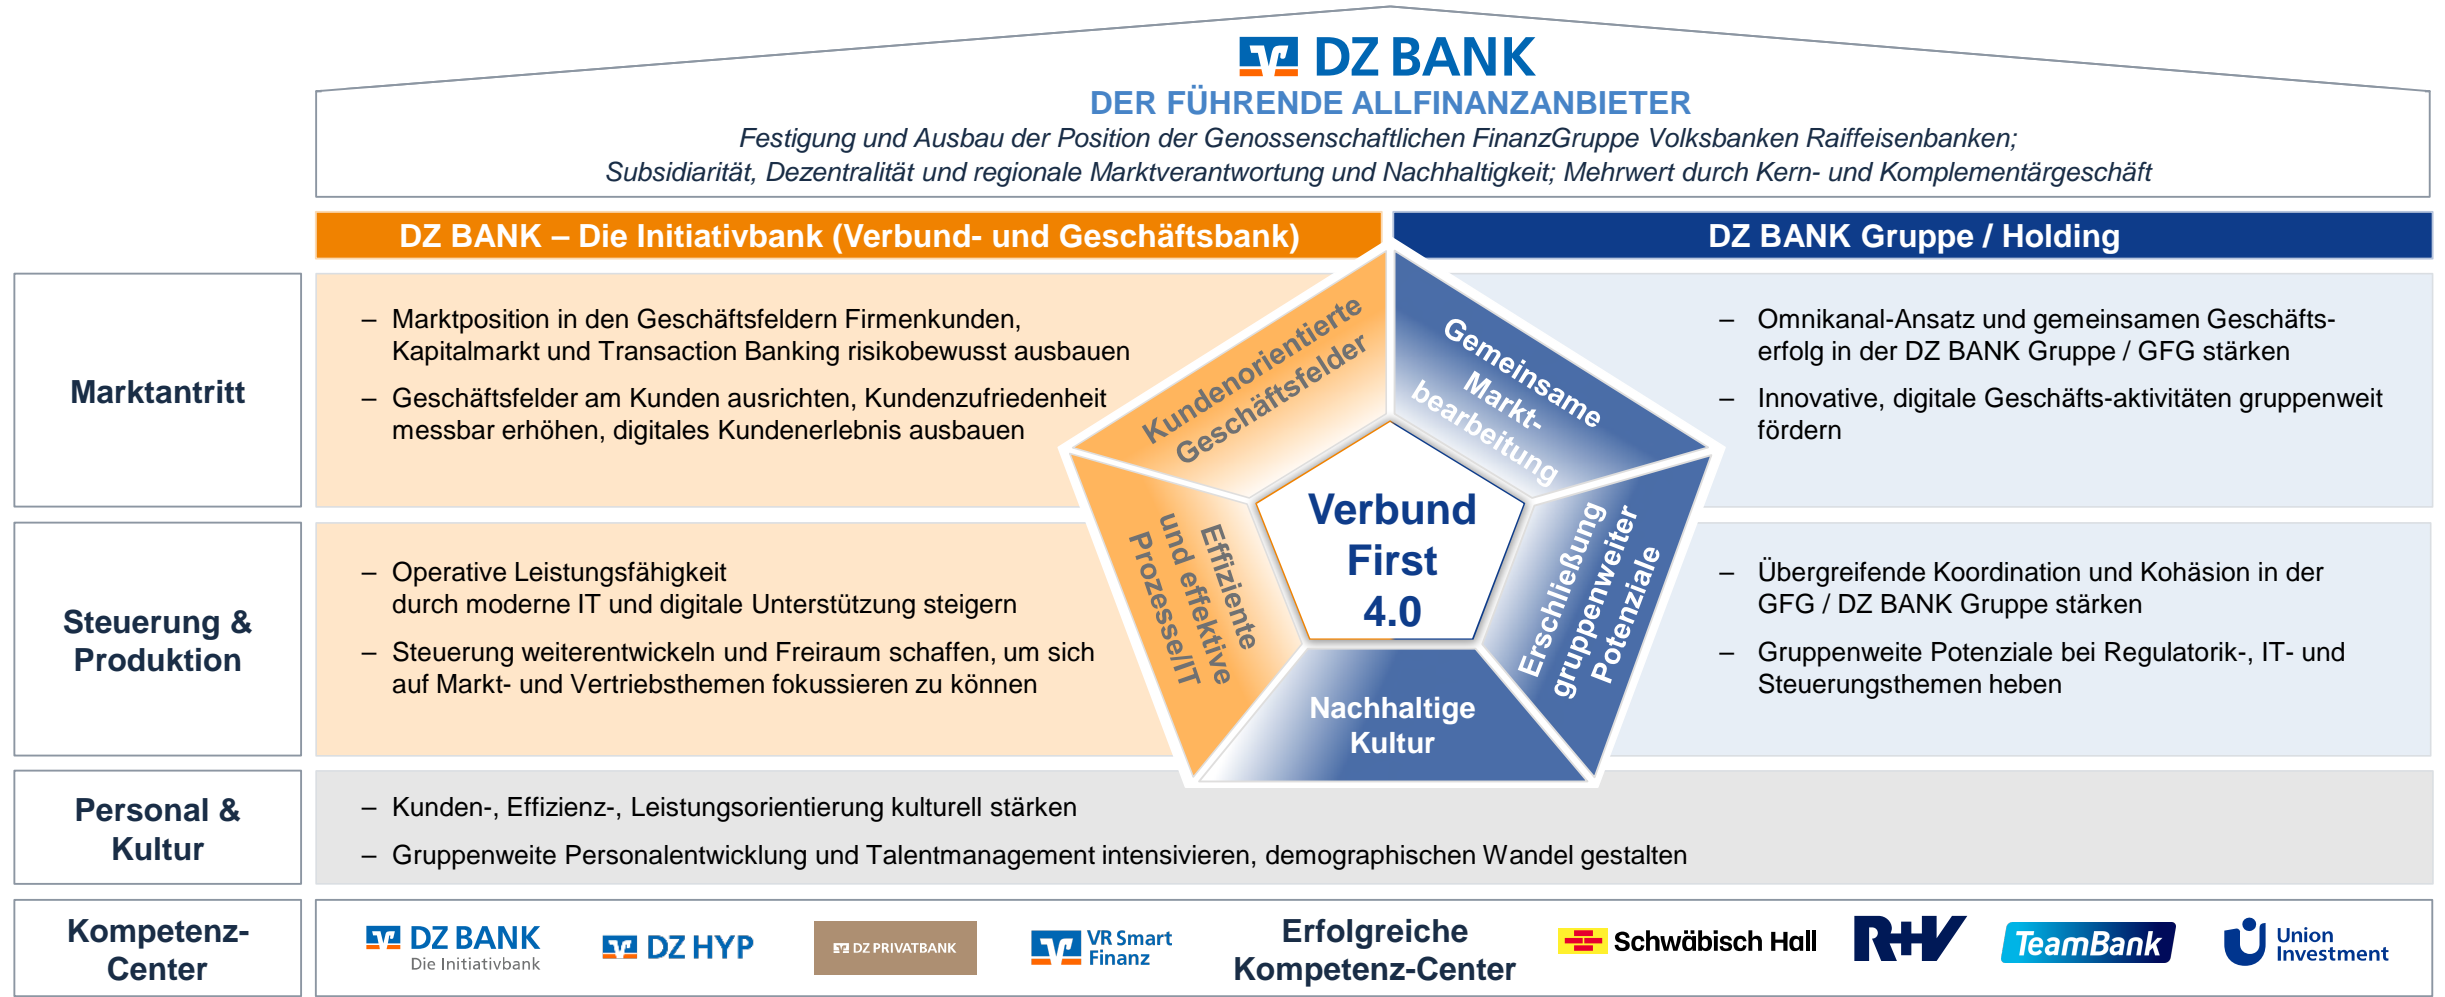 DZ BANK
DER FÜHRENDE ALLFINANZANBIETER
Festigung und Ausbau der Position der Genossenschaftlichen FinanzGruppe Volksbanken Raiffeisenbanken;
Subsidiarität, Dezentralität und regionale Marktverantwortung und Nachhaltigkeit; Mehrwert durch Kern- und Komplementärgeschäft
DZ BANK – Die Initiativbank (Verbund- und Geschäftsbank)
DZ BANK Gruppe / Holding
Marktantritt
– Marktposition in den Geschäftsfeldern Firmenkunden,
Kapitalmarkt und Transaction Banking risikobewusst ausbauen
– Geschäftsfelder am Kunden ausrichten, Kundenzufriedenheit
messbar erhöhen, digitales Kundenerlebnis ausbauen
Kundenorientierte
Geschäftsfelder
Gemeinsame
Markt-
bearbeitung
– Omnikanal-Ansatz und gemeinsamen Geschäfts-
erfolg in der DZ BANK Gruppe / GFG stärken
– Innovative, digitale Geschäfts-aktivitäten gruppenweit
fördern
Verbund
First
4.0
Steuerung &
Produktion
– Operative Leistungsfähigkeit
durch moderne IT und digitale Unterstützung steigern
– Steuerung weiterentwickeln und Freiraum schaffen, um sich
auf Markt- und Vertriebsthemen fokussieren zu können
Effiziente
und effektive
Prozesse/IT
Erschließung
gruppenweiter
Potenziale
– Übergreifende Koordination und Kohäsion in der
GFG / DZ BANK Gruppe stärken
– Gruppenweite Potenziale bei Regulatorik-, IT- und
Steuerungsthemen heben
Nachhaltige
Kultur
Personal &
Kultur
– Kunden-, Effizienz-, Leistungsorientierung kulturell stärken
– Gruppenweite Personalentwicklung und Talentmanagement intensivieren, demographischen Wandel gestalten
Kompetenz-
Center
DZ BANK
Die Initiativbank
DZ HYP
DZ PRIVATBANK
VR Smart
Finanz
Erfolgreiche
Kompetenz-Center
Schwäbisch Hall
R+V
TeamBank
Union
Investment